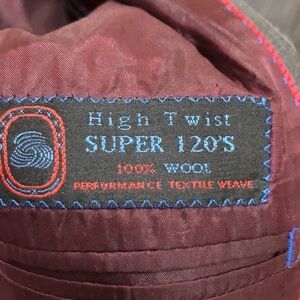 High Twist
SUPER 120'S
100% WOOL
PERFORMANCE TEXTILE WEAVE